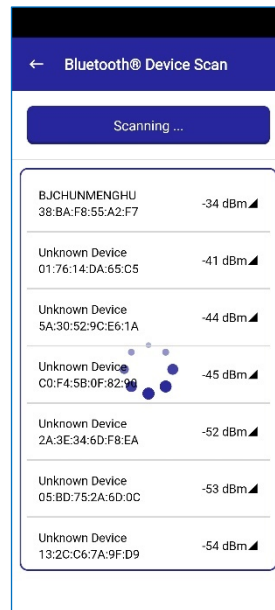 ← Bluetooth® Device Scan
Scanning ...
BJCHUNMENGHU
38:BA:F8:55:A2:F7
-34 dBm
Unknown Device
01:76:14:DA:65:C5
-41 dBm
Unknown Device
5A:30:52:9C:E6:1A
-44 dBm
Unknown Device
C0:F4:5B:0F:82:90
-45 dBm
Unknown Device
2A:3E:34:6D:F8:EA
-52 dBm
Unknown Device
05:BD:75:2A:6D:0C
-53 dBm
Unknown Device
13:2C:C6:7A:9F:D9
-54 dBm